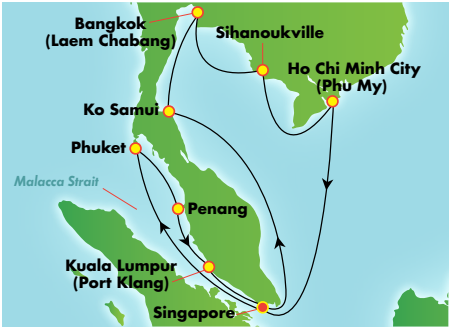 Bangkok
(Laem Chabang)
Sihanoukville
Ho Chi Minh City
(Phu My)
Ko Samui
Phuket
Malacca Strait
Penang
Kuala Lumpur
(Port Klang)
Singapore